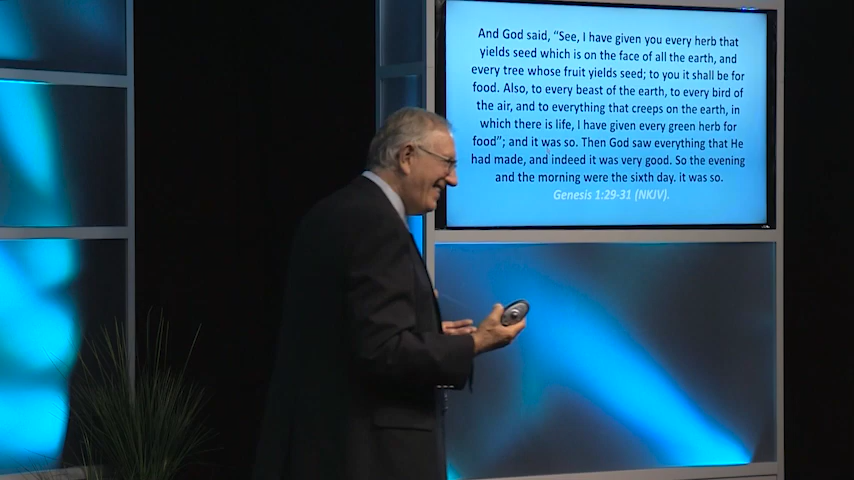 And God said, “See, I have given you every herb that
yields seed which is on the face of all the earth, and
every tree whose fruit yields seed; to you it shall be for
food. Also, to every beast of the earth, to every bird of
the air, and to everything that creeps on the earth, in
which there is life, I have given every green herb for
food”; and it was so. Then God saw everything that He
had made, and indeed it was very good. So the evening
and the morning were the sixth day. it was so.
Genesis 1:29-31 (NKJV).